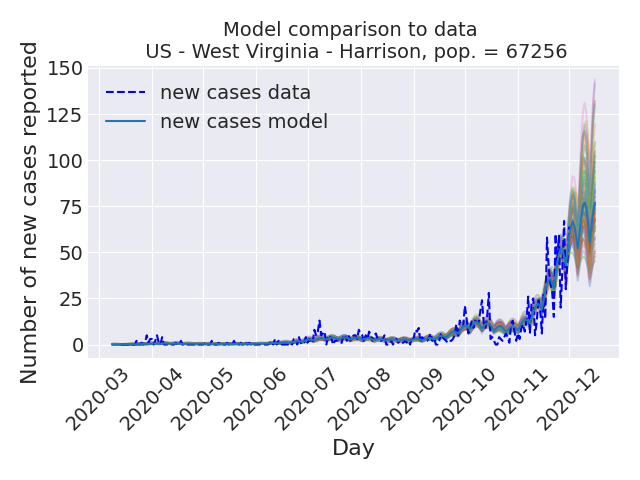 Model comparison to data
US - West Virginia - Harrison, pop. = 67256
Number of new cases reported
150
125
100
75
50
25
0
new cases data
new cases model
2020-03
2020-04
2020-05
2020-06
2020-07
2020-08
2020-09
2020-10
2020-11
2020-12
Day